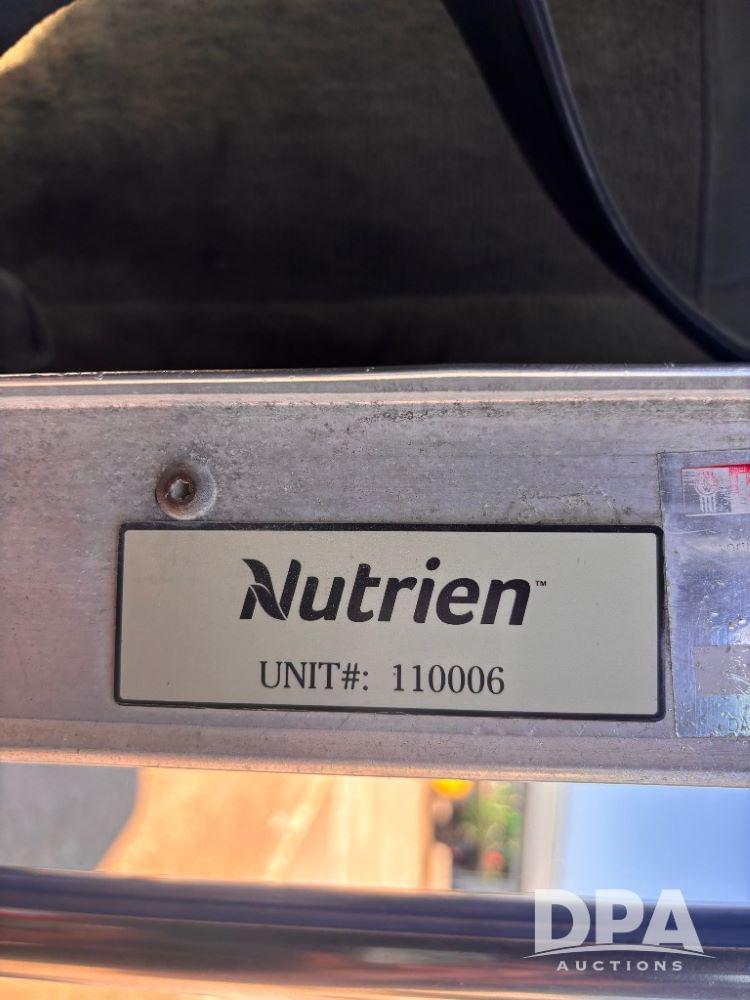 Nutrien™
UNIT#: 110006
DPA
AUCTIONS